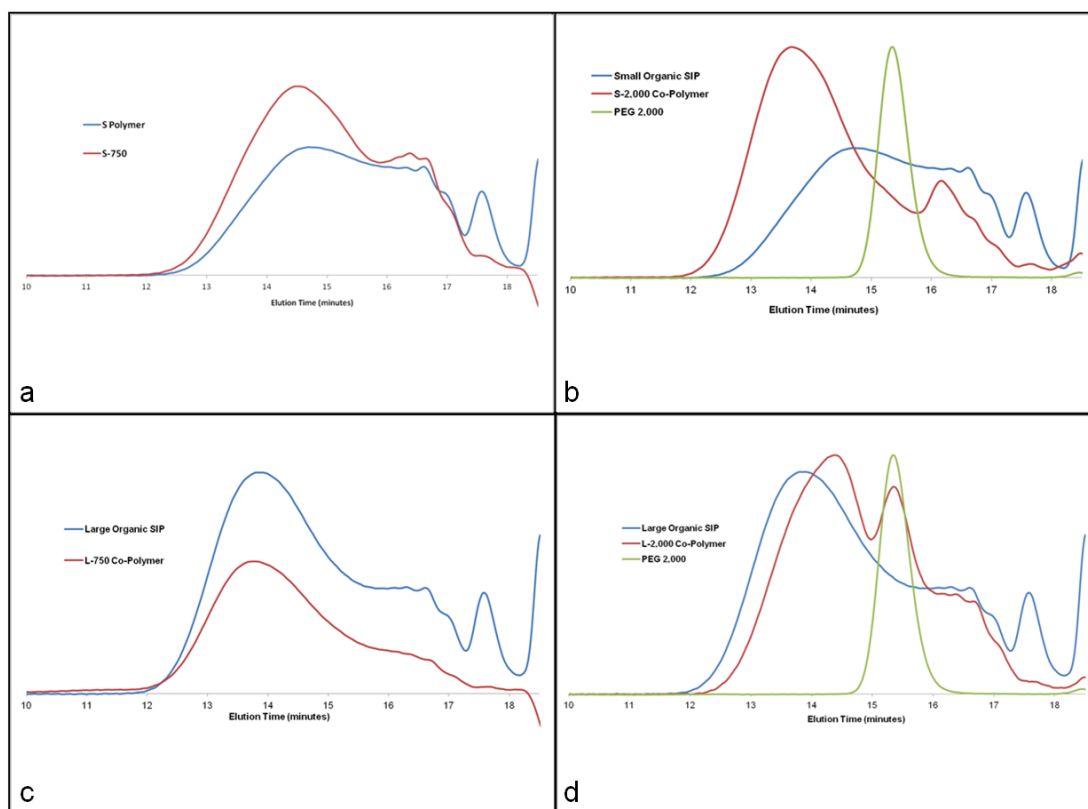 S Polymer
S-750
10 11 12 13 14 15 16 17 18
Elution Time (minutes)
a
Small Organic SIP
S-2,000 Co-Polymer
PEG 2,000
10 11 12 13 14 15 16 17 18
Elution Time (minutes)
b
Large Organic SIP
L-750 Co-Polymer
10 11 12 13 14 15 16 17 18
Elution Time (minutes)
c
Large Organic SIP
L-2,000 Co-Polymer
PEG 2,000
10 11 12 13 14 15 16 17 18
Elution Time (minutes)
d